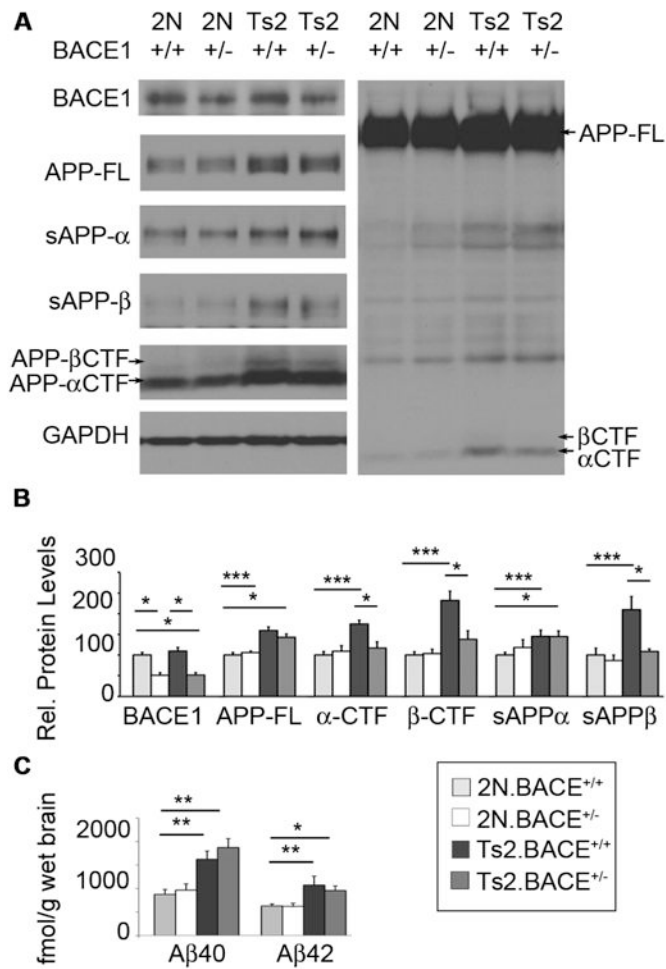 A
2N 2N Ts2 Ts2
BACE1 +/+ +/- +/+ +/-
2N 2N Ts2 Ts2
+/+ +/- +/+ +/-
BACE1
APP-FL
sAPP-α
sAPP-β
APP-βCTF
APP-αCTF
GAPDH
APP-FL
βCTF
αCTF
B
Rel. Protein Levels
300
200
100
0
* * *
*** *
*** *
*** *
*** *
*** *
BACE1 APP-FL α-CTF β-CTF sAPPα sAPPβ
C
fmol/g wet brain
2000
1000
0
**
**
*
**
Aβ40 Aβ42
2N.BACE+/+
2N.BACE+/-
Ts2.BACE+/+
Ts2.BACE+/-